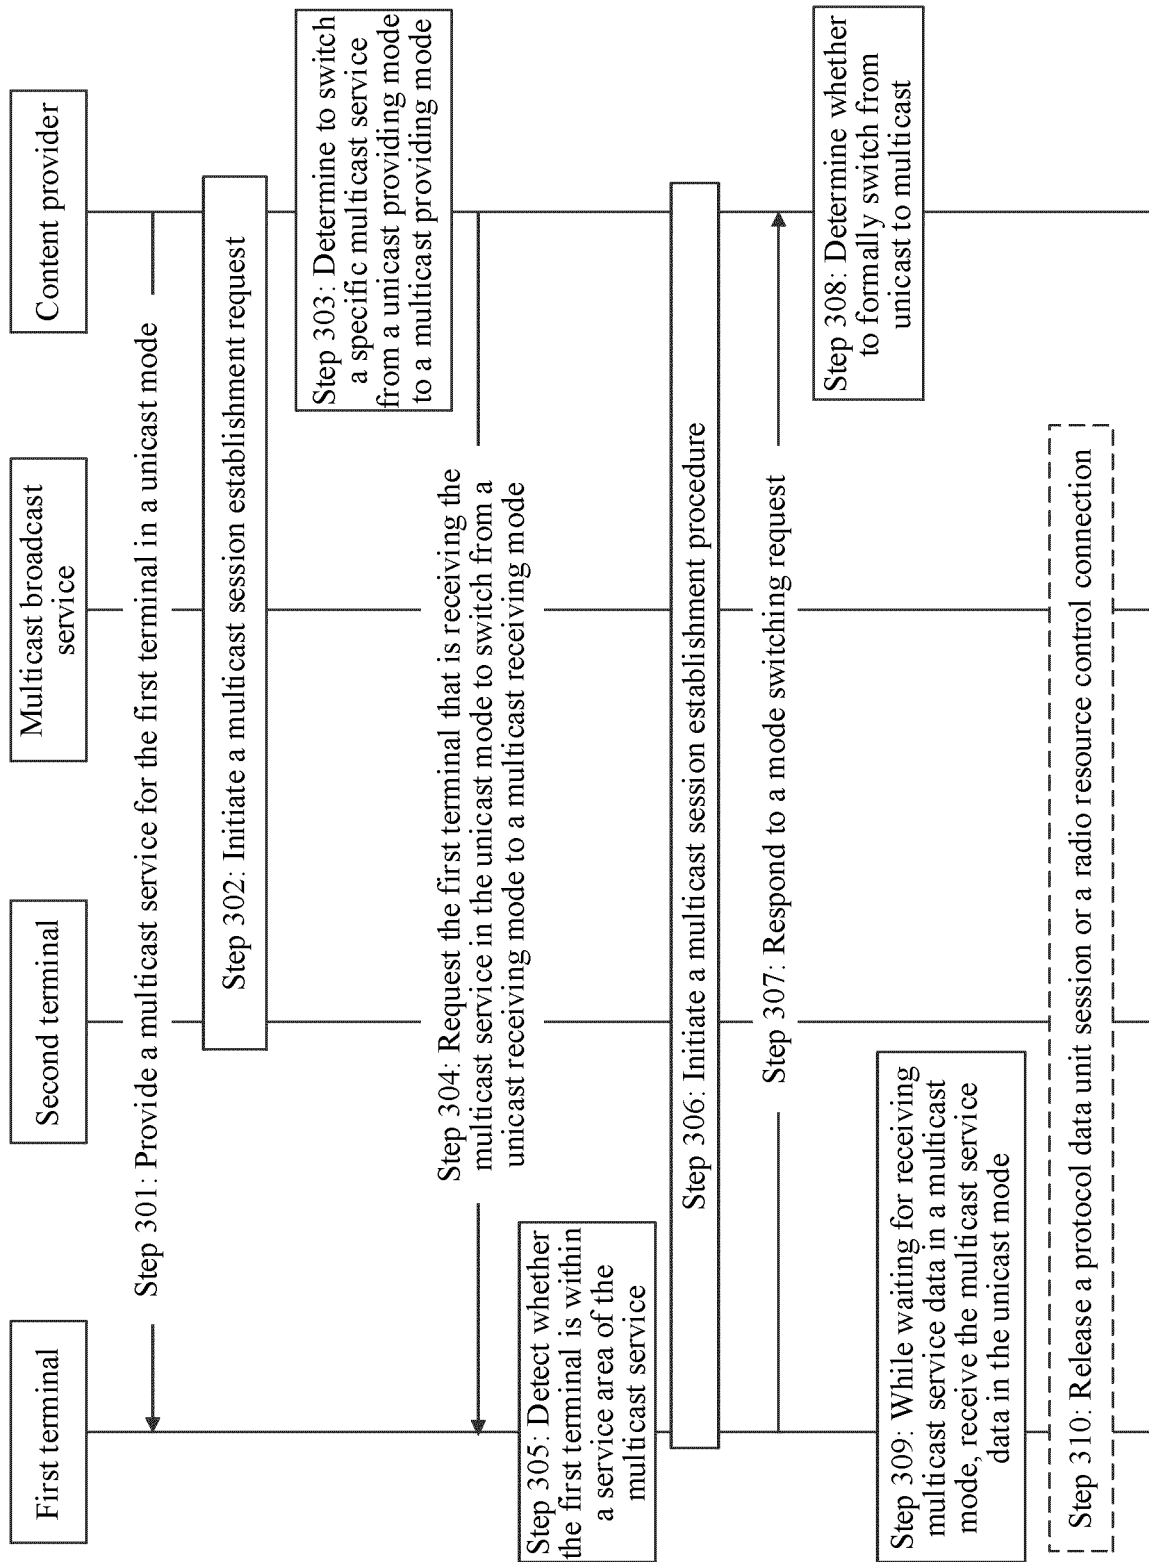 First terminal
Second terminal
Multicast broadcast
service
Content provider
Step 301: Provide a multicast service for the first terminal in a unicast mode
Step 302: Initiate a multicast session establishment request
Step 303: Determine to switch
a specific multicast service
from a unicast providing mode
to a multicast providing mode
Step 304: Request the first terminal that is receiving the
multicast service in the unicast mode to switch from a
unicast receiving mode to a multicast receiving mode
Step 305: Detect whether
the first terminal is within
a service area of the
multicast service
Step 306: Initiate a multicast session establishment procedure
Step 307: Respond to a mode switching request
Step 308: Determine whether
to formally switch from
unicast to multicast
Step 309: While waiting for receiving
multicast service data in a multicast
mode, receive the multicast service
data in the unicast mode
Step 310: Release a protocol data unit session or a radio resource control connection